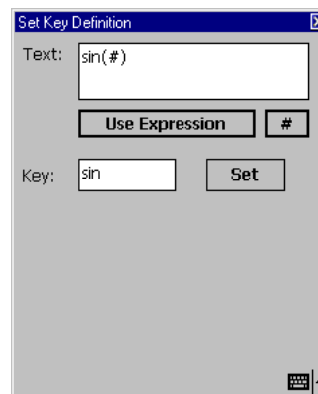 Set Key Definition
Text: sin(#)
Use Expression #
Key: sin Set